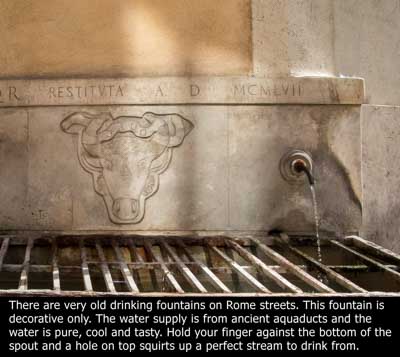 QR RESTITVTA A. D MCMLVII
There are very old drinking fountains on Rome streets. This fountain is
decorative only. The water supply is from ancient aquaducts and the
water is pure, cool and tasty. Hold your finger against the bottom of the
spout and a hole on top squirts up a perfect stream to drink from.